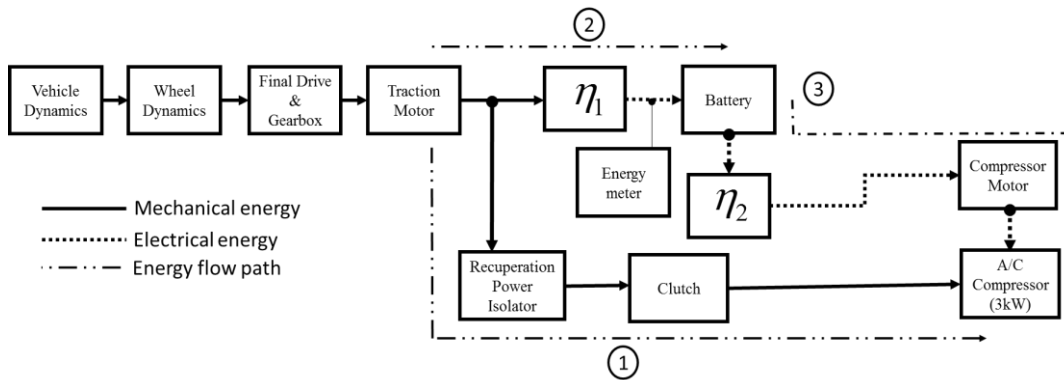 2
3
Vehicle
Dynamics
Wheel
Dynamics
Final Drive
&
Gearbox
Traction
Motor
η1
Battery
Energy
meter
η2
Compressor
Motor
Mechanical energy
Electrical energy
Energy flow path
Recuperation
Power
Isolator
Clutch
A/C
Compressor
(3kW)
1